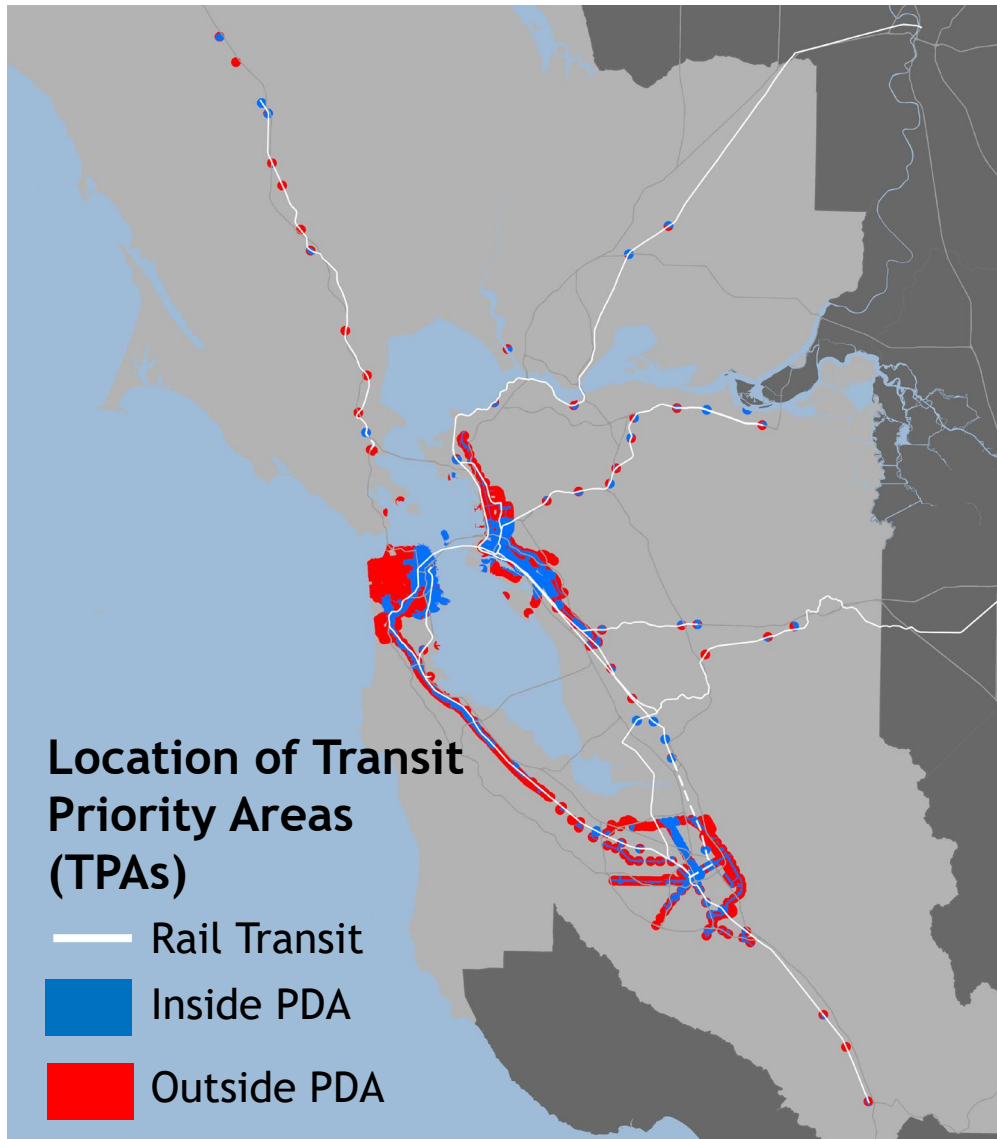 Location of Transit
Priority Areas
(TPAs)
Rail Transit
Inside PDA
Outside PDA